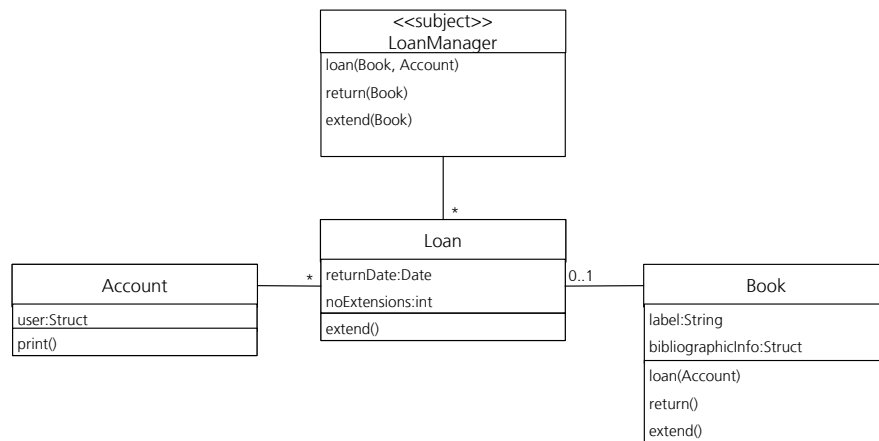 <<subject>>
LoanManager
loan(Book, Account)
return(Book)
extend(Book)
*
Loan
returnDate:Date
noExtensions:int
extend()
*
0..1
Account
user:Struct
print()
Book
label:String
bibliographicInfo:Struct
loan(Account)
return()
extend()